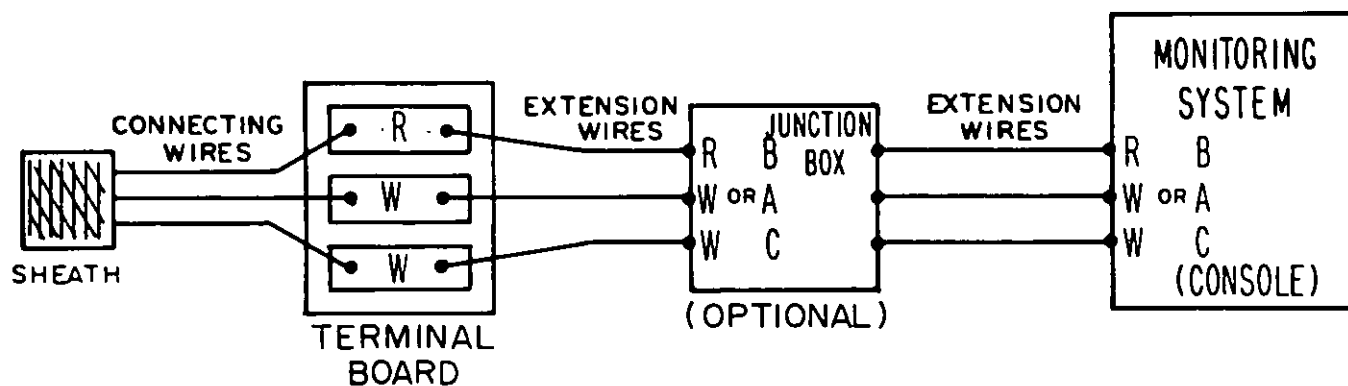 CONNECTING
WIRES
SHEATH
R
W
W
TERMINAL
BOARD
EXTENSION
WIRES
JUNCTION
BOX
R B
W OR A
W C
(OPTIONAL)
EXTENSION
WIRES
MONITORING
SYSTEM
R B
W OR A
W C
(CONSOLE)